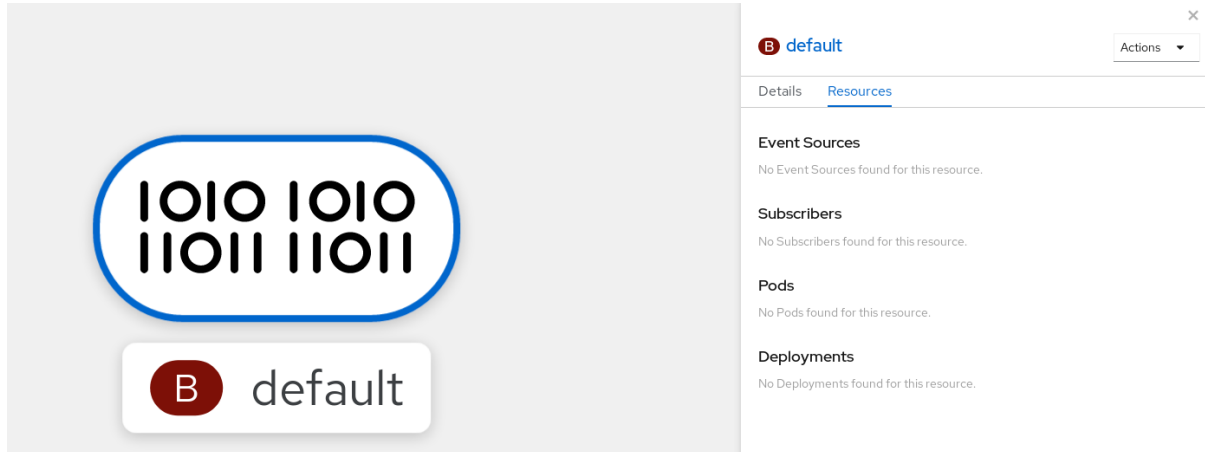 1010 1010
11011 11011
B default
×
B default
Actions
Details Resources
Event Sources
No Event Sources found for this resource.
Subscribers
No Subscribers found for this resource.
Pods
No Pods found for this resource.
Deployments
No Deployments found for this resource.